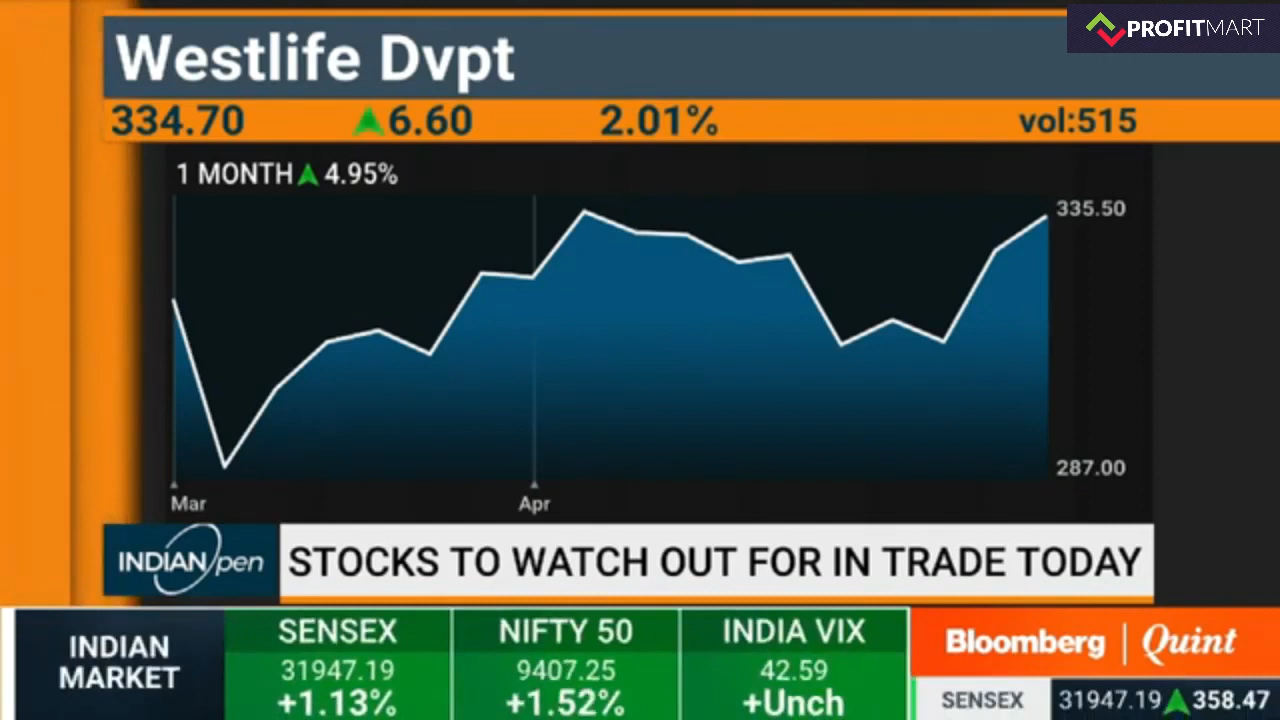 PROFITMART
Westlife Dvpt
334.70 6.60 2.01% vol:515
1 MONTH 4.95%
335.50
287.00
Mar Apr
INDIAN Open STOCKS TO WATCH OUT FOR IN TRADE TODAY
INDIAN
MARKET
SENSEX
31947.19
+1.13%
NIFTY 50
9407.25
+1.52%
INDIA VIX
42.59
+Unch
Bloomberg | Quint
SENSEX 31947.19 358.47